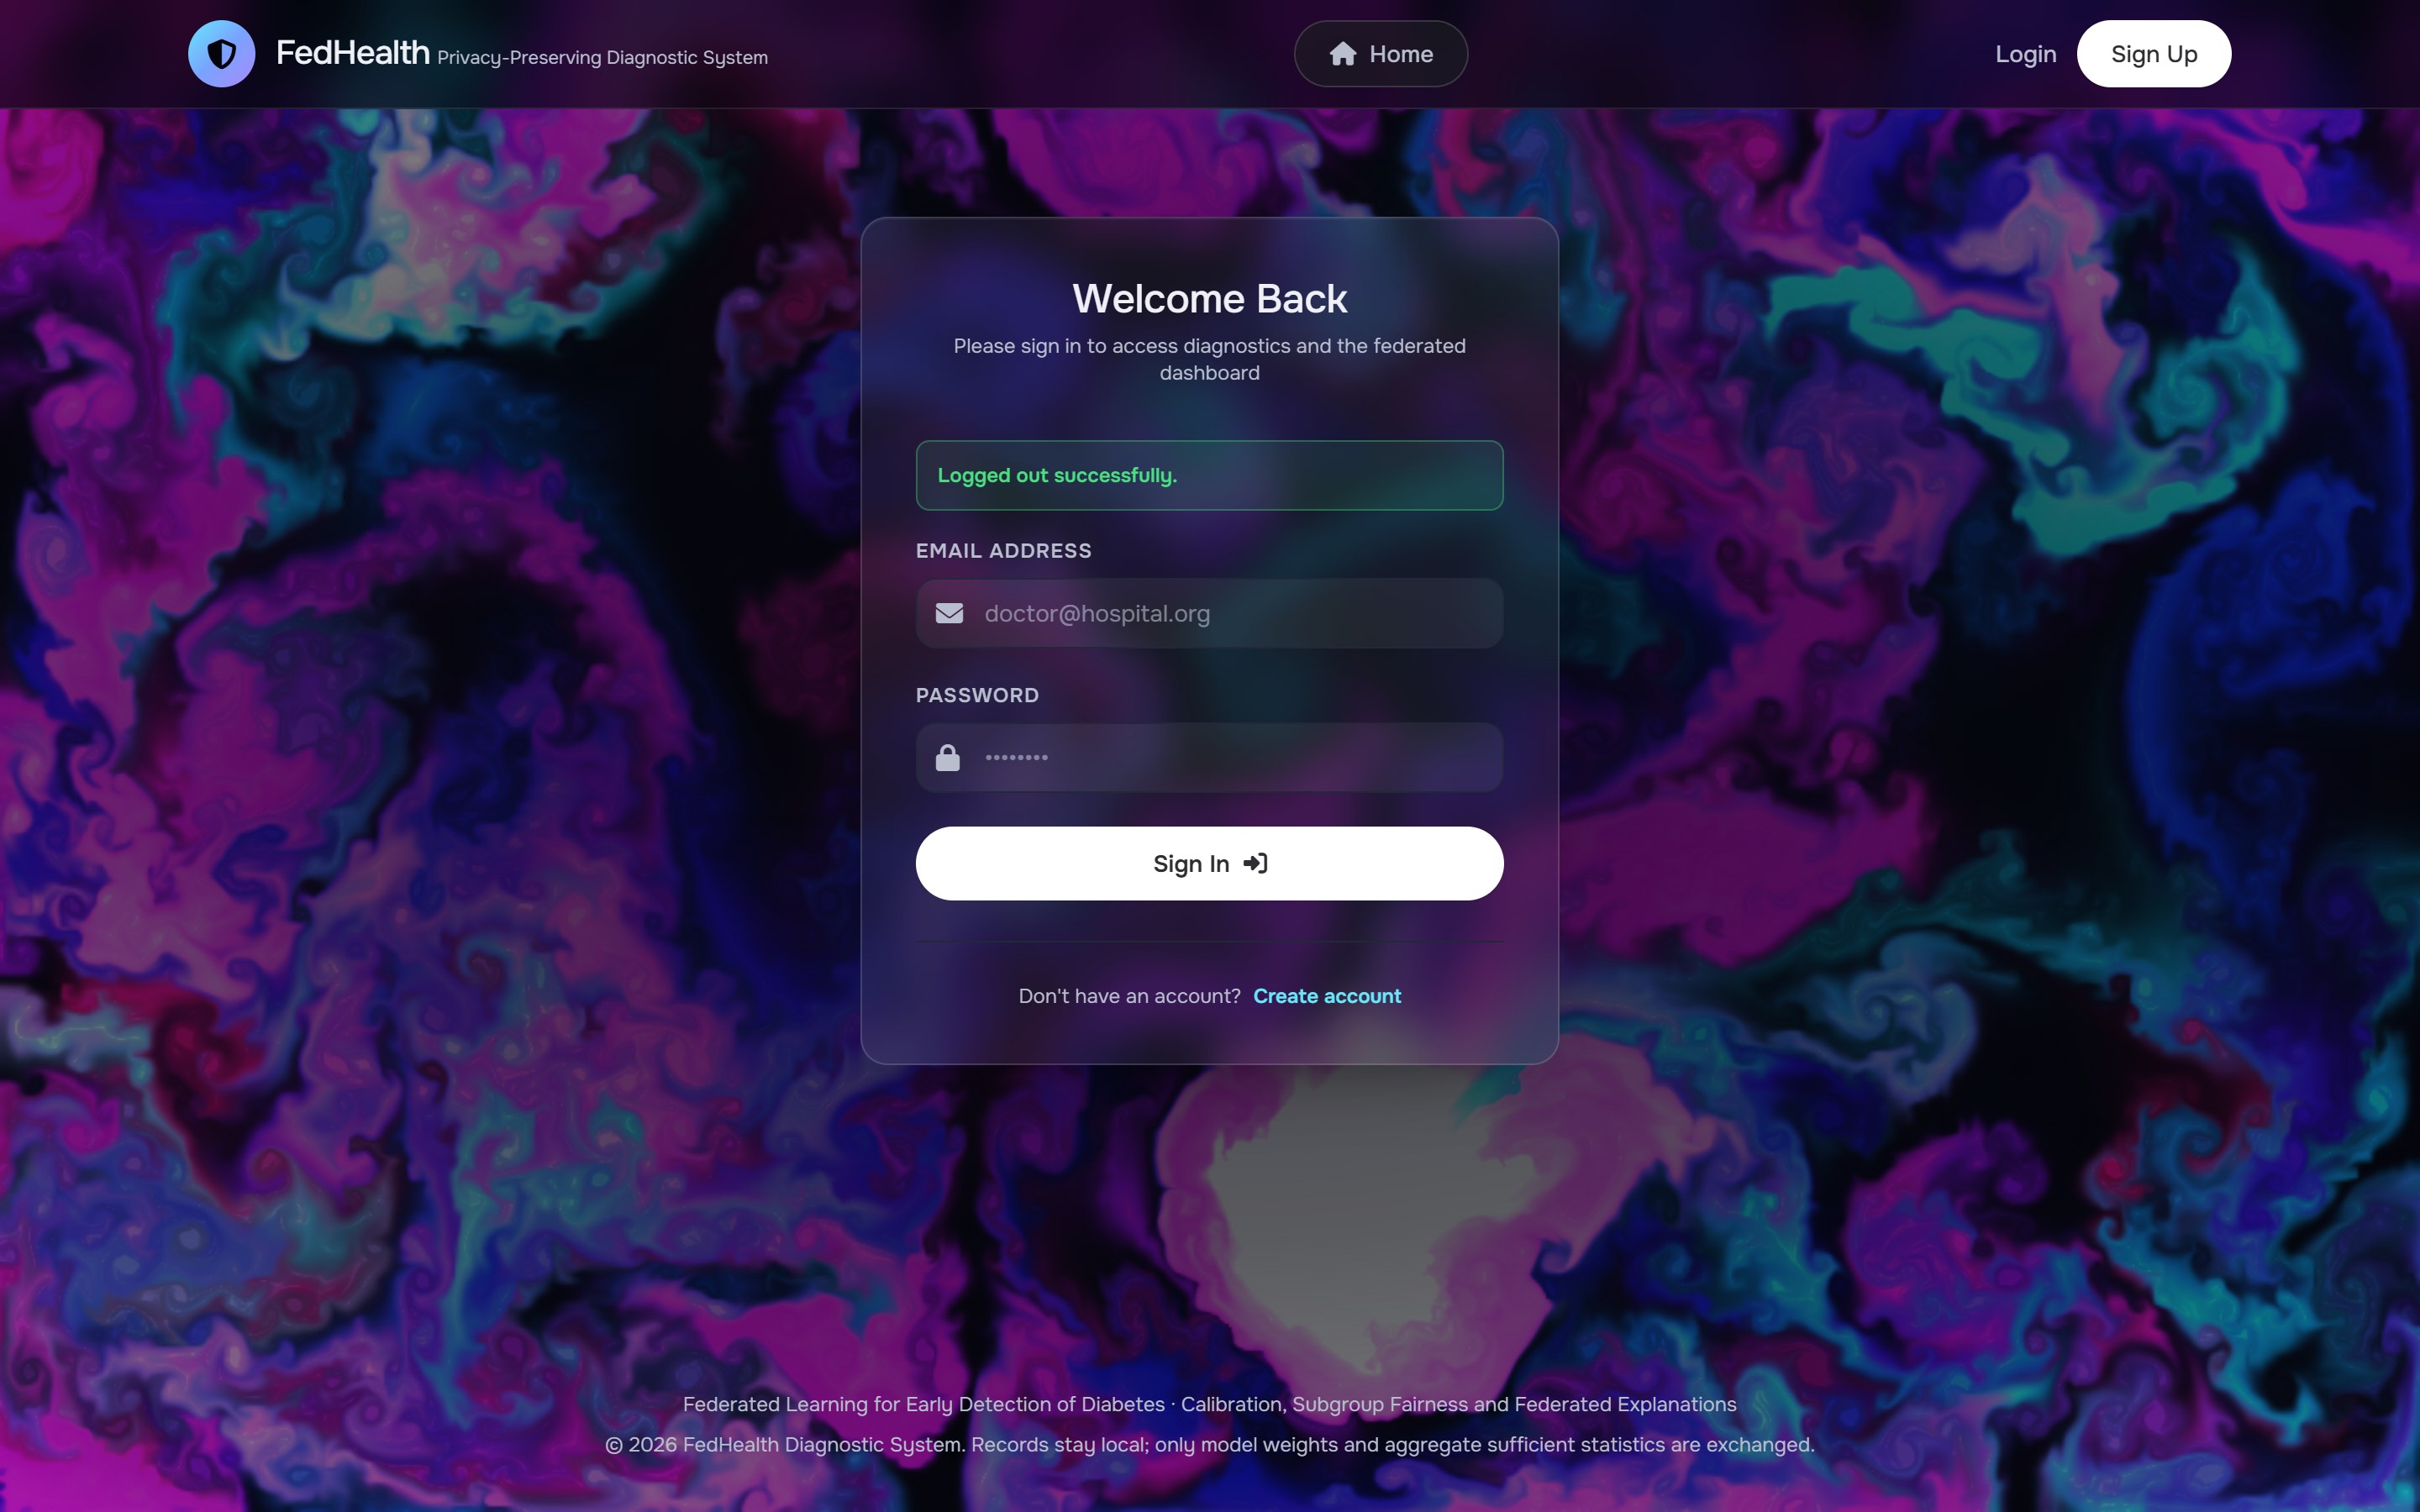 FedHealth Privacy-Preserving Diagnostic System
Home
Login
Sign Up
Welcome Back
Please sign in to access diagnostics and the federated
dashboard
Logged out successfully.
EMAIL ADDRESS
doctor@hospital.org
PASSWORD
••••••••
Sign In
Don't have an account? Create account
Federated Learning for Early Detection of Diabetes · Calibration, Subgroup Fairness and Federated Explanations
© 2026 FedHealth Diagnostic System. Records stay local; only model weights and aggregate sufficient statistics are exchanged.